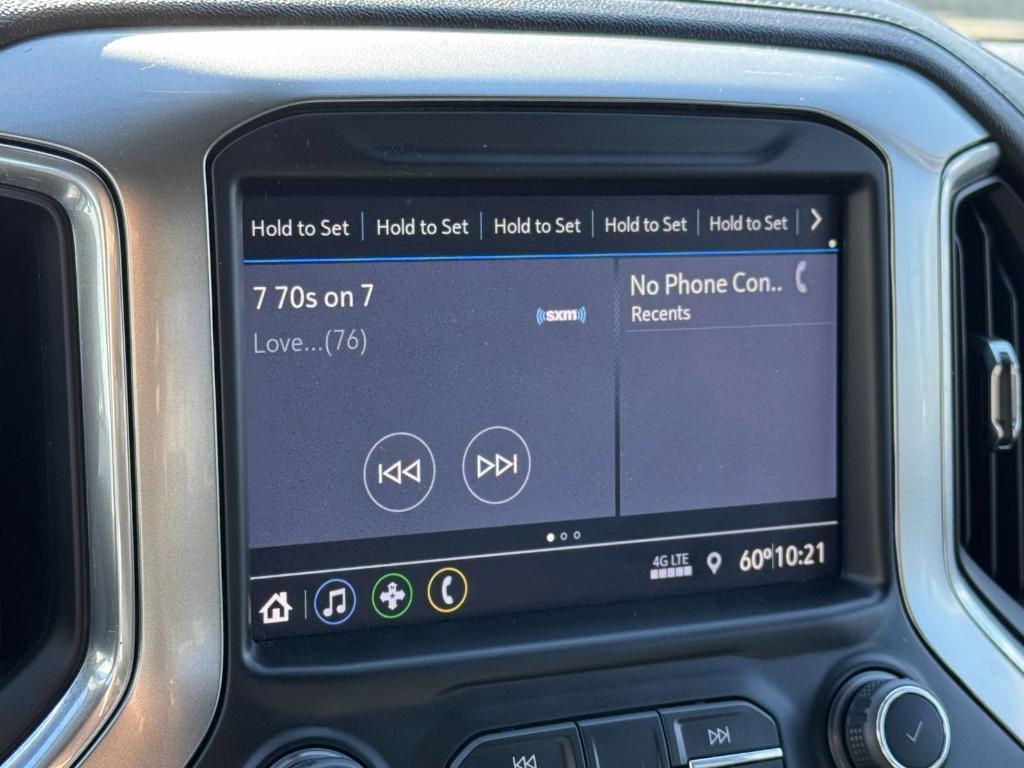 Hold to Set Hold to Set Hold to Set Hold to Set Hold to Set
7 70s on 7
sxm
Love...(76)
No Phone Con..
Recents
4G LTE
60° 10:21